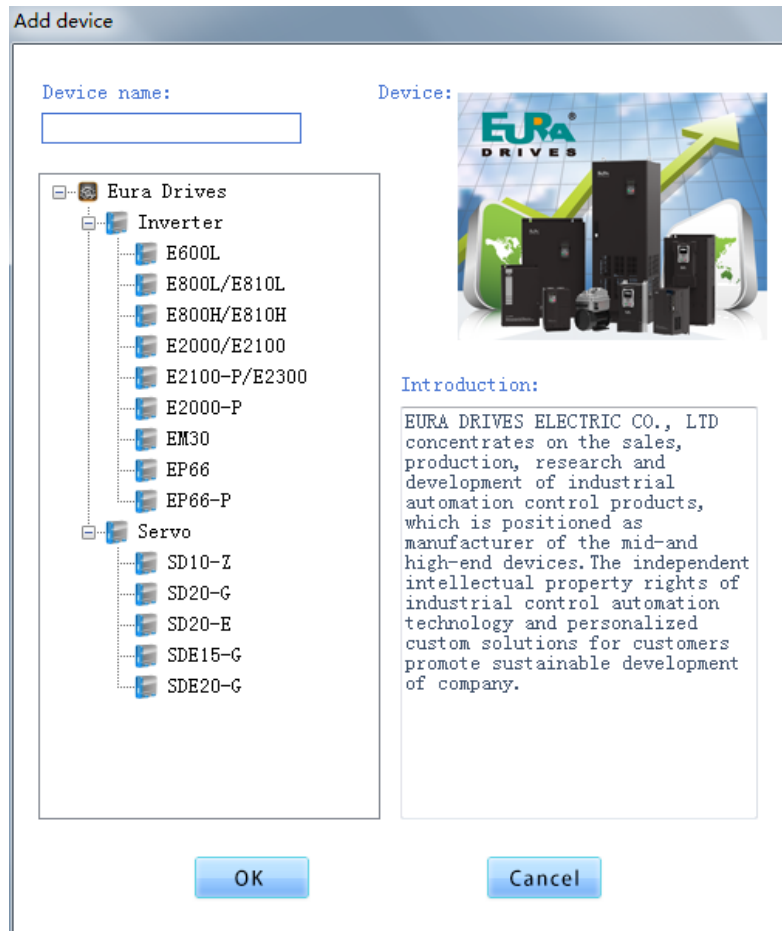 Add device
Device name:
Device:
EURA®
DRIVES
Eura Drives
Inverter
E600L
E800L/E810L
E800H/E810H
E2000/E2100
E2100-P/E2300
E2000-P
EM30
EP66
EP66-P
Servo
SD10-Z
SD20-G
SD20-E
SDE15-G
SDE20-G
Introduction:
EURA DRIVES ELECTRIC CO., LTD
concentrates on the sales,
production, research and
development of industrial
automation control products,
which is positioned as
manufacturer of the mid-and
high-end devices.The independent
intellectual property rights of
industrial control automation
technology and personalized
custom solutions for customers
promote sustainable development
of company.
OK
Cancel